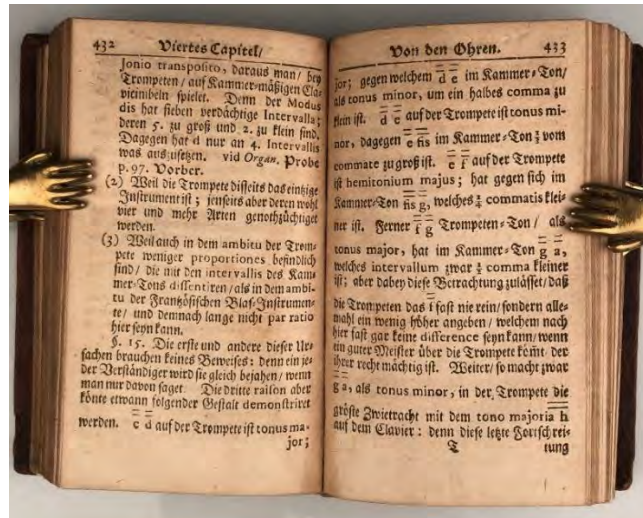 432 Viertes Capitel/
Jonio transposito, daraus man/ bey
Trompeten/ auf Kammer-mäßigen Cla-
vicimbeln spielet. Denn der Modus
dis hat sieben verdächtige Intervalla;
deren 5. zu groß und 2. zu klein sind.
Dagegen hat d nur an 4. Intervallis
was auszusetzen. vid Organ. Probe
p. 97. Vorber.
(2) Weil die Trompete disseits das eintzige
Instrument ist; jenseits aber deren wohl
vier und mehr Arten genothzüchtiget
werden.
(3) Weil auch in dem ambitu der Trom-
pete weniger proportiones befindlich
sind/ die mit den intervallis des Kam-
mer-Tons dissentiren/ als in dem ambi-
tu der Frantzösischen Blas-Instrumen-
te/ und demnach lange nicht par ratio
hier seyn kann.
§. 15. Die erste und andere dieser Ur-
sachen brauchen keines Beweises: denn ein je-
der Verständiger wird sie gleich bejahen/ wenn
man nur davon saget. Die dritte raison aber
könte etwann folgender Gestalt demonstriret
werden. c̿ d̿ auf der Trompete ist tonus ma-
jor;
Von den Ohren. 433
jor; gegen welchem d̿ e̿ im Kammer-Ton/
als tonus minor, um ein halbes comma zu
klein ist. d̿ e̿ auf der Trompete ist tonus mi-
nor, dagegen e̿ fis im Kammer-Ton vom
commate zu groß ist. e̿ f̿ auf der Trompete
ist hemitonium majus; hat gegen sich im
Kammer-Ton fis g̿, welches commatis klei-
ner ist. Ferner f̿ g̿ Trompeten-Ton/ als
tonus major, hat im Kammer-Ton g̿ a̿,
welches intervallum zwar comma kleiner
ist; aber dabey diese Betrachtung zulässet/ daß
die Trompeten das f̿ fast nie rein/ sondern alle-
mahl ein wenig höher angeben/ welchem nach
hier fast gar keine difference seyn kann/ wenn
ein guter Meister über die Trompete kömt der
ihrer recht mächtig ist. Weiter/ so macht zwar
g̿ a̿, als tonus minor, in der Trompete die
gröste Zwietracht mit dem tono majori a̿ h̿
auf dem Clavier: denn diese letzte Fortschrei-
T tung